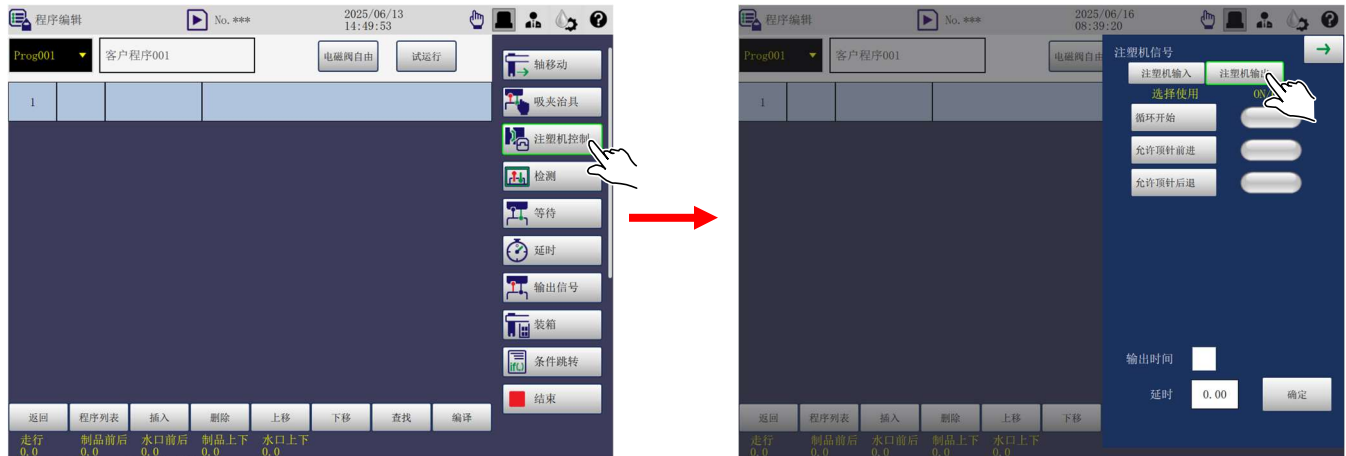 程序编辑
No. ***
2025/06/13
14:49:53
Prog001
客户程序001
电磁阀自由
试运行
1
轴移动
吸夹治具
注塑机控制
检测
等待
延时
输出信号
装箱
条件跳转
结束
返回
程序列表
插入
删除
上移
下移
查找
编译
走行 制品前后 水口前后 制品上下 水口上下
0.0 0.0 0.0 0.0 0.0
程序编辑
No. ***
2025/06/16
08:39:20
Prog001
客户程序001
电磁阀自由
1
注塑机信号
注塑机输入
注塑机输出
选择使用
循环开始
允许顶针前进
允许顶针后退
输出时间
延时 0.00
确定
返回
程序列表
插入
删除
上移
下移
走行 制品前后 水口前后 制品上下 水口上下
0.0 0.0 0.0 0.0 0.0